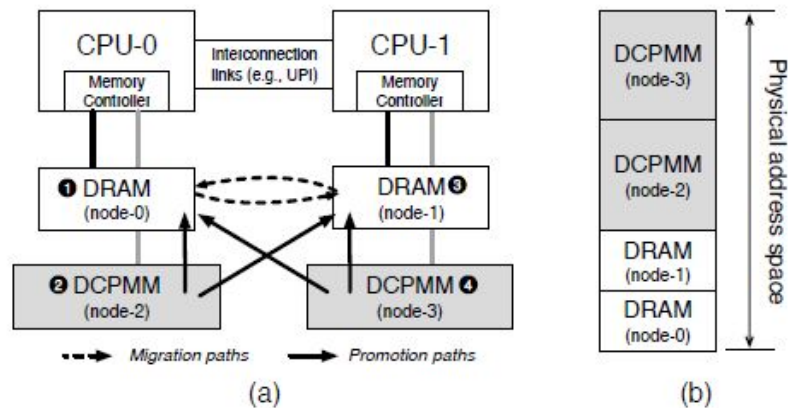 CPU-0
Memory
Controller
Interconnection
links (e.g., UPI)
CPU-1
Memory
Controller
❶ DRAM
(node-0)
DRAM ❸
(node-1)
❷ DCPMM
(node-2)
DCPMM ❹
(node-3)
Migration paths
Promotion paths
(a)
DCPMM
(node-3)
DCPMM
(node-2)
DRAM
(node-1)
DRAM
(node-0)
Physical address space
(b)